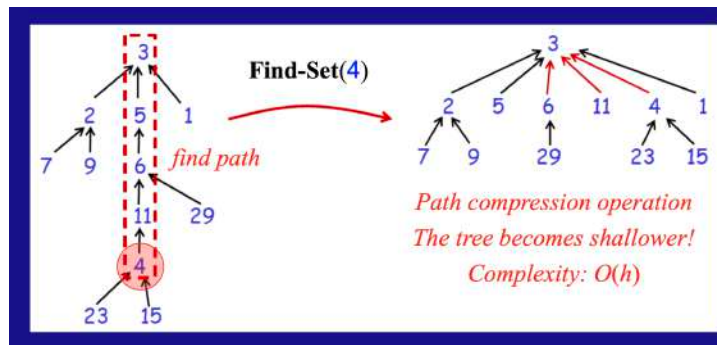 3
2 5 1
7 9 6
11 29
4
23 15
find path
Find-Set(4)
3
2 5 6 11 4 1
7 9 29 23 15
Path compression operation
The tree becomes shallower!
Complexity: O(h)